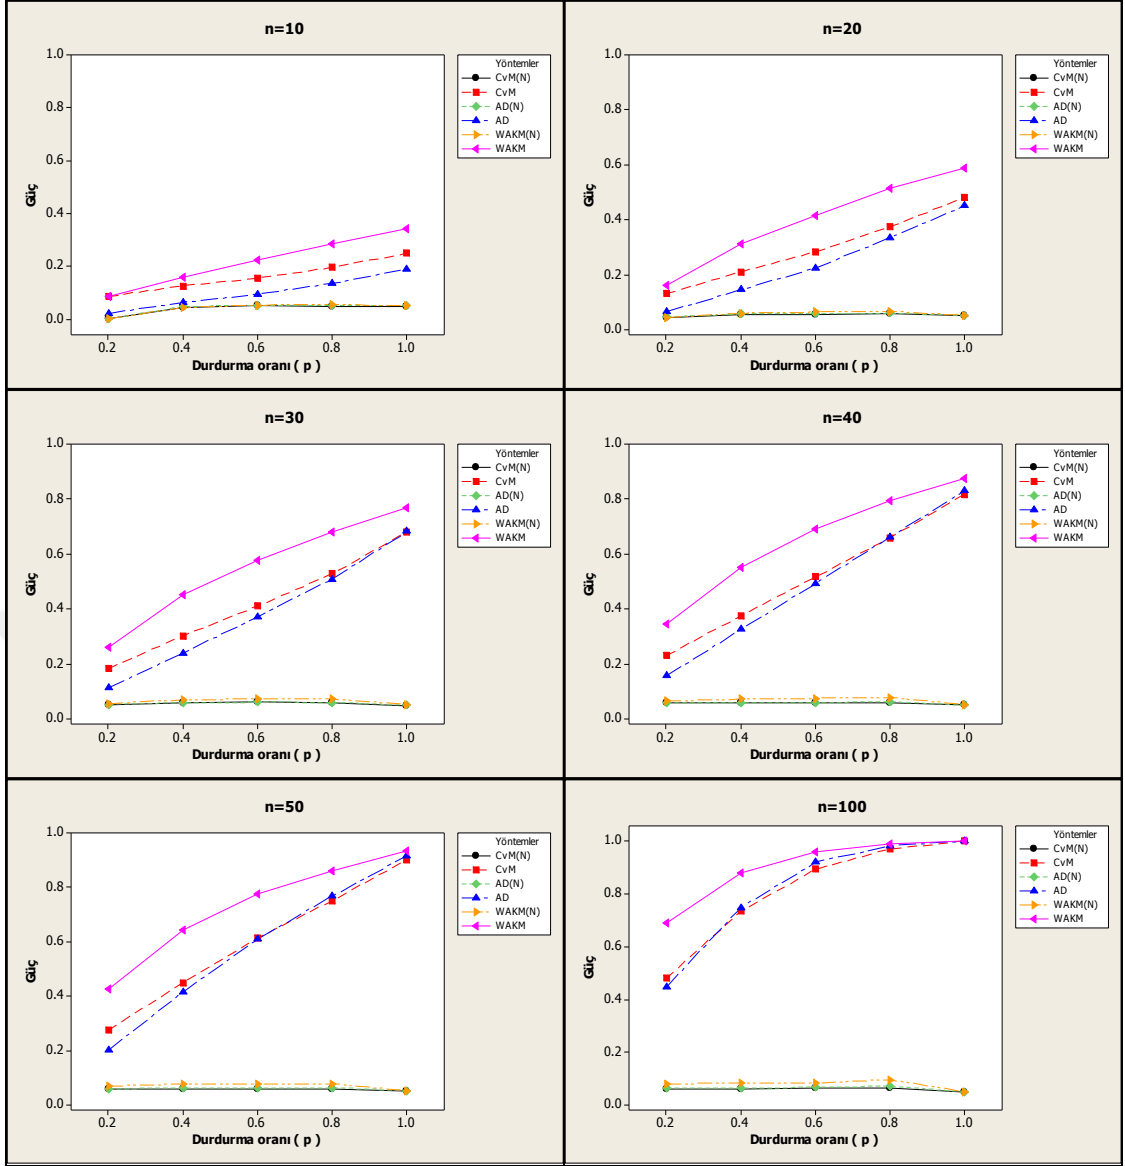 n=10
1.0
0.8
0.6
0.4
0.2
0.0
Güç
0.2 0.4 0.6 0.8 1.0
Durdurma oranı ( p )
Yöntemler
CvM(N)
CvM
AD(N)
AD
WAKM(N)
WAKM
n=20
1.0
0.8
0.6
0.4
0.2
0.0
Güç
0.2 0.4 0.6 0.8 1.0
Durdurma oranı ( p )
Yöntemler
CvM(N)
CvM
AD(N)
AD
WAKM(N)
WAKM
n=30
1.0
0.8
0.6
0.4
0.2
0.0
Güç
0.2 0.4 0.6 0.8 1.0
Durdurma oranı ( p )
Yöntemler
CvM(N)
CvM
AD(N)
AD
WAKM(N)
WAKM
n=40
1.0
0.8
0.6
0.4
0.2
0.0
Güç
0.2 0.4 0.6 0.8 1.0
Durdurma oranı ( p )
Yöntemler
CvM(N)
CvM
AD(N)
AD
WAKM(N)
WAKM
n=50
1.0
0.8
0.6
0.4
0.2
0.0
Güç
0.2 0.4 0.6 0.8 1.0
Durdurma oranı ( p )
Yöntemler
CvM(N)
CvM
AD(N)
AD
WAKM(N)
WAKM
n=100
1.0
0.8
0.6
0.4
0.2
0.0
Güç
0.2 0.4 0.6 0.8 1.0
Durdurma oranı ( p )
Yöntemler
CvM(N)
CvM
AD(N)
AD
WAKM(N)
WAKM